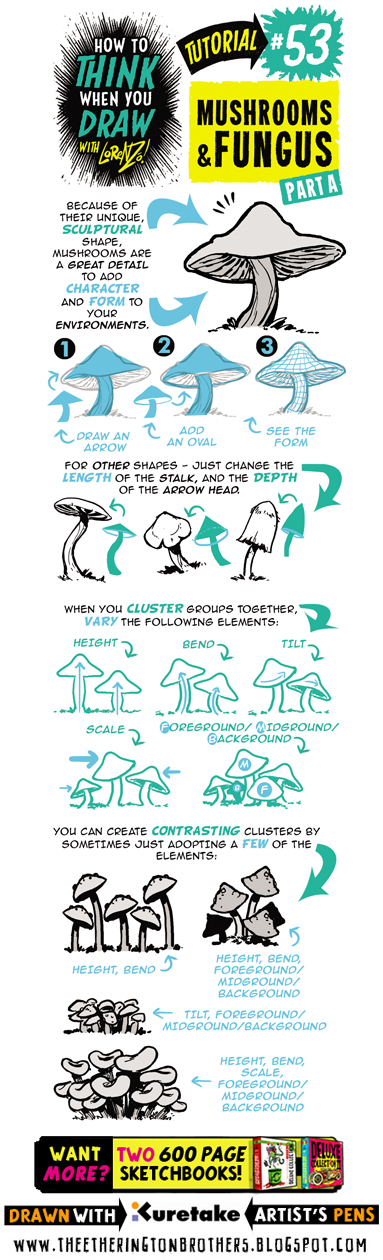 HOW TO
THINK
WHEN YOU
DRAW
WITH LORENZO!
TUTORIAL
#53
MUSHROOMS
& FUNGUS
PART A
BECAUSE OF
THEIR UNIQUE,
SCULPTURAL
SHAPE,
MUSHROOMS ARE
A GREAT DETAIL
TO ADD
CHARACTER
AND FORM TO
YOUR
ENVIRONMENTS.
1
2
3
DRAW AN
ARROW
ADD
AN OVAL
SEE THE
FORM
FOR OTHER SHAPES - JUST CHANGE THE
LENGTH OF THE STALK, AND THE DEPTH
OF THE ARROW HEAD.
WHEN YOU CLUSTER GROUPS TOGETHER,
VARY THE FOLLOWING ELEMENTS:
HEIGHT
BEND
TILT
SCALE
FOREGROUND/ MIDGROUND/
BACKGROUND
M
B
F
YOU CAN CREATE CONTRASTING CLUSTERS BY
SOMETIMES JUST ADOPTING A FEW OF THE
ELEMENTS:
HEIGHT, BEND
HEIGHT, BEND,
FOREGROUND/
MIDGROUND/
BACKGROUND
TILT, FOREGROUND/
MIDGROUND/BACKGROUND
HEIGHT, BEND,
SCALE,
FOREGROUND/
MIDGROUND/
BACKGROUND
WANT
MORE?
TWO 600 PAGE
SKETCHBOOKS!
DELUXE
COLLECTION
DRAWN WITH
Kuretake
ARTIST'S PENS
WWW.THEETHERINGTONBROTHERS.BLOGSPOT.COM